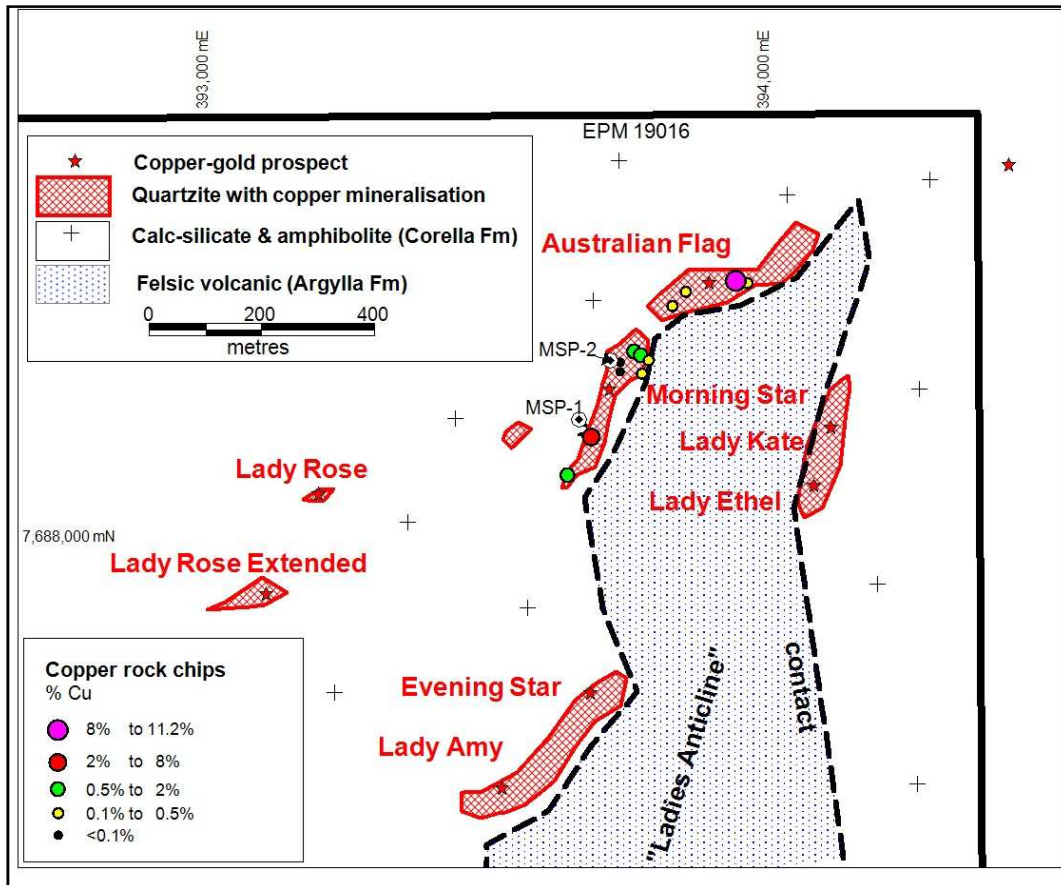 393,000 mE
394,000 mE
EPM 19016
Copper-gold prospect
Quartzite with copper mineralisation
Calc-silicate & amphibolite (Corella Fm)
Felsic volcanic (Argylla Fm)
0 200 400
metres
Australian Flag
MSP-2
Morning Star
MSP-1
Lady Kate
Lady Rose
Lady Ethel
7,688,000 mN
Lady Rose Extended
Evening Star
Lady Amy
"Ladies Anticline"
contact
Copper rock chips
% Cu
8% to 11.2%
2% to 8%
0.5% to 2%
0.1% to 0.5%
<0.1%